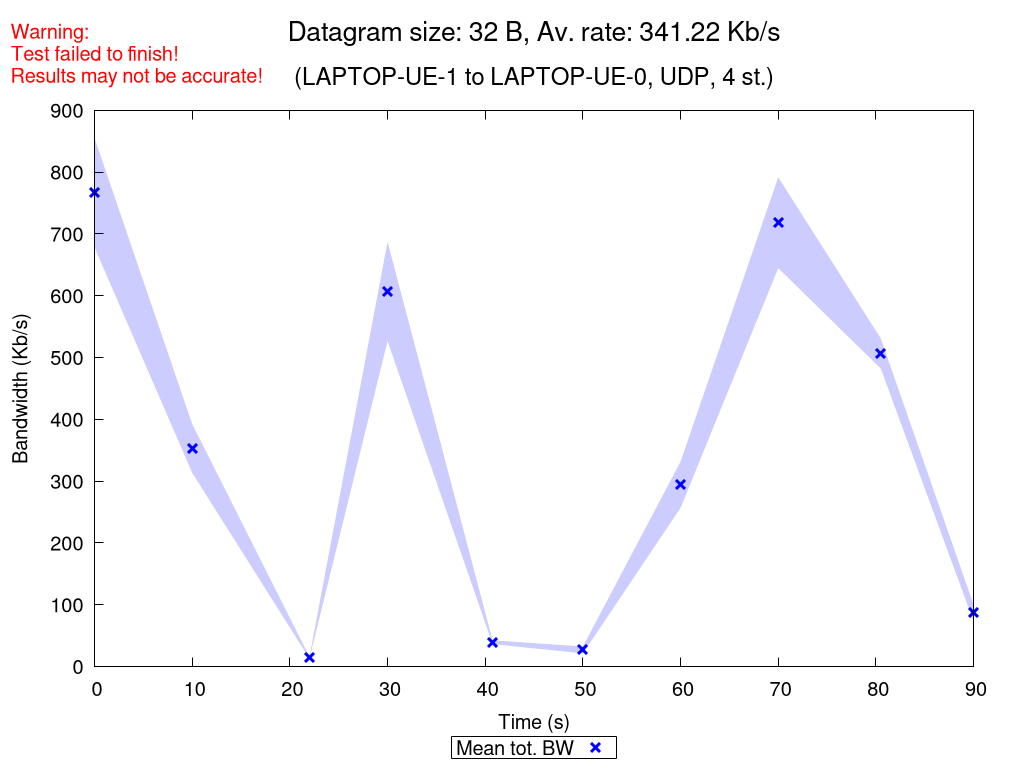 Warning:
Test failed to finish!
Results may not be accurate!
Datagram size: 32 B, Av. rate: 341.22 Kb/s
(LAPTOP-UE-1 to LAPTOP-UE-0, UDP, 4 st.)
900
800
700
600
500
400
300
200
100
0
Bandwidth (Kb/s)
0 10 20 30 40 50 60 70 80 90
Time (s)
Mean tot. BW